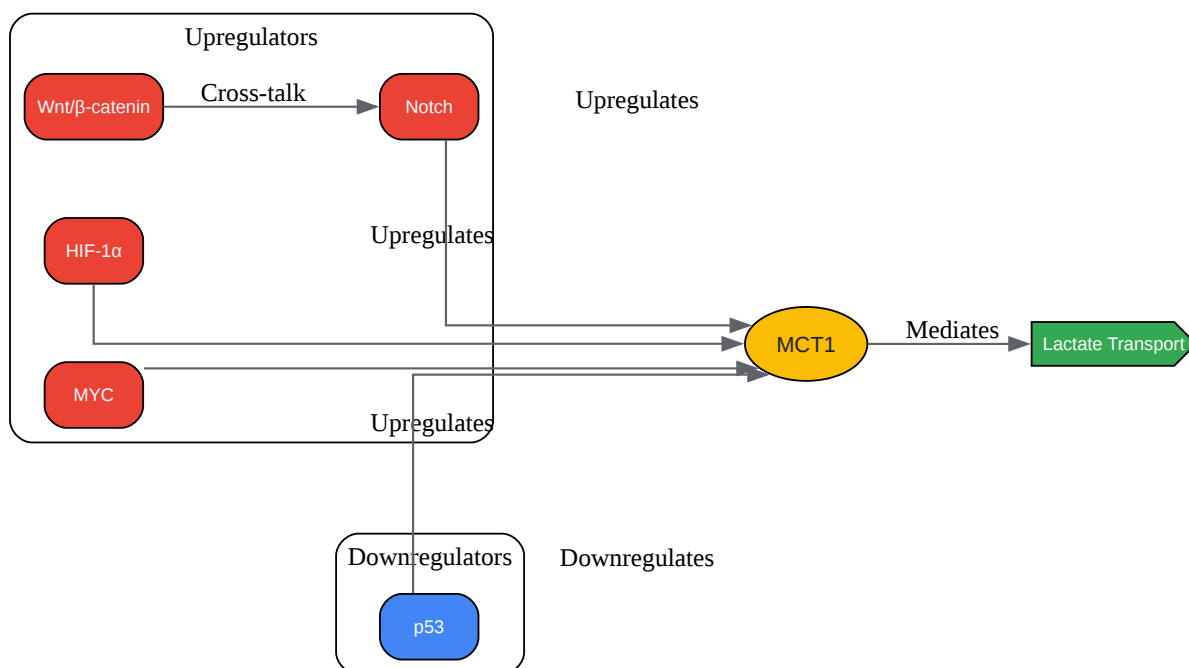 Upregulators
Wnt/β-catenin
Cross-talk
Notch
Upregulates
Upregulates
HIF-1α
MCT1
Mediates
Lactate Transport
MYC
Upregulates
Downregulators
Downregulates
p53